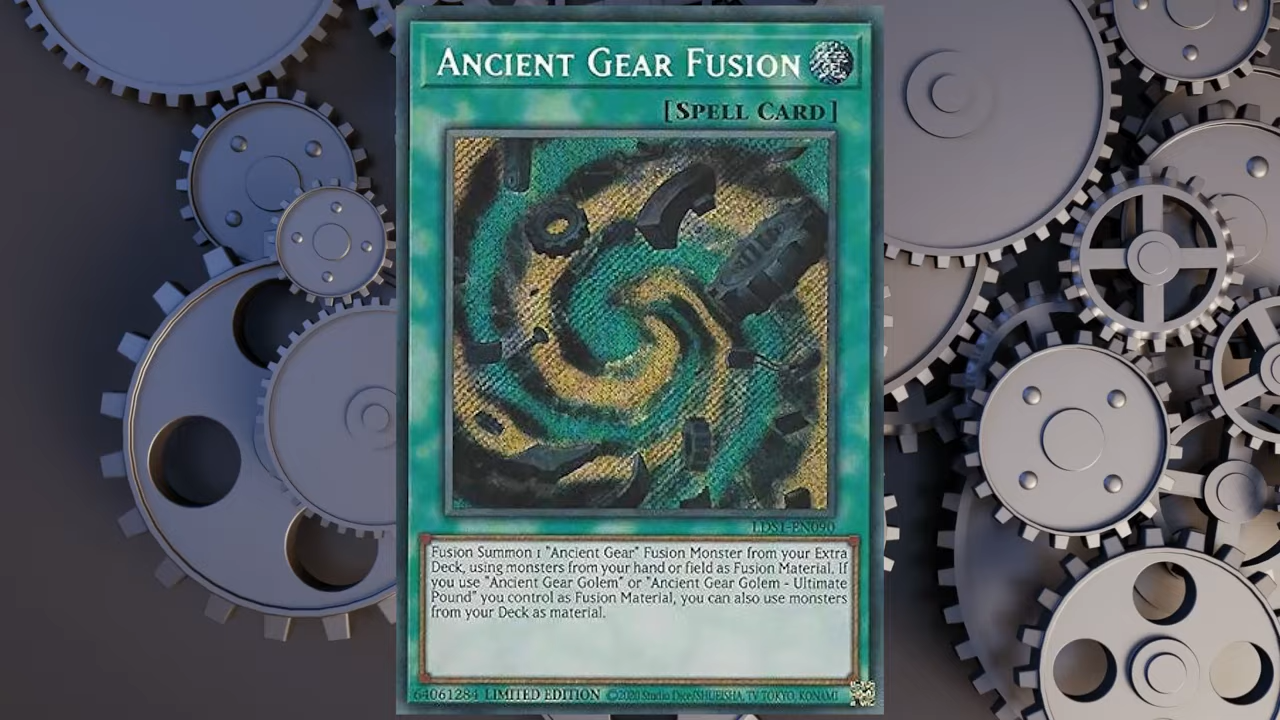 ANCIENT GEAR FUSION
[SPELL CARD]
LDS1-EN090
Fusion Summon 1 "Ancient Gear" Fusion Monster from your Extra
Deck, using monsters from your hand or field as Fusion Material. If
you use "Ancient Gear Golem" or "Ancient Gear Golem - Ultimate
Pound" you control as Fusion Material, you can also use monsters
from your Deck as material.
64061284 LIMITED EDITION ©2020 Studio Dice/SHUEISHA, TV TOKYO, KONAMI